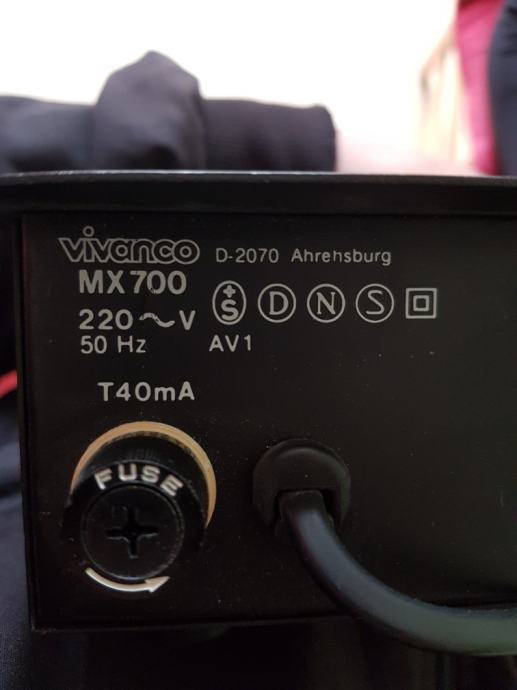 vivanco D-2070 Ahrehsburg
MX700
+S D N S
220~V
50 Hz AV1
T40mA
FUSE